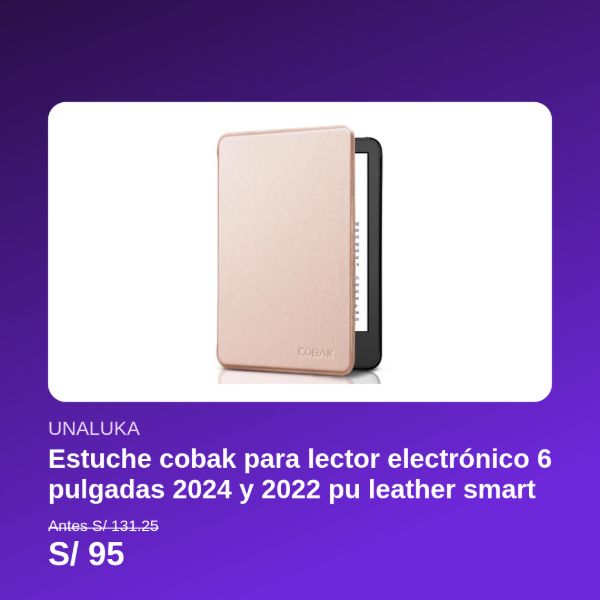 COBAK
UNALUKA
Estuche cobak para lector electrónico 6
pulgadas 2024 y 2022 pu leather smart
Antes S/ 131.25
S/ 95